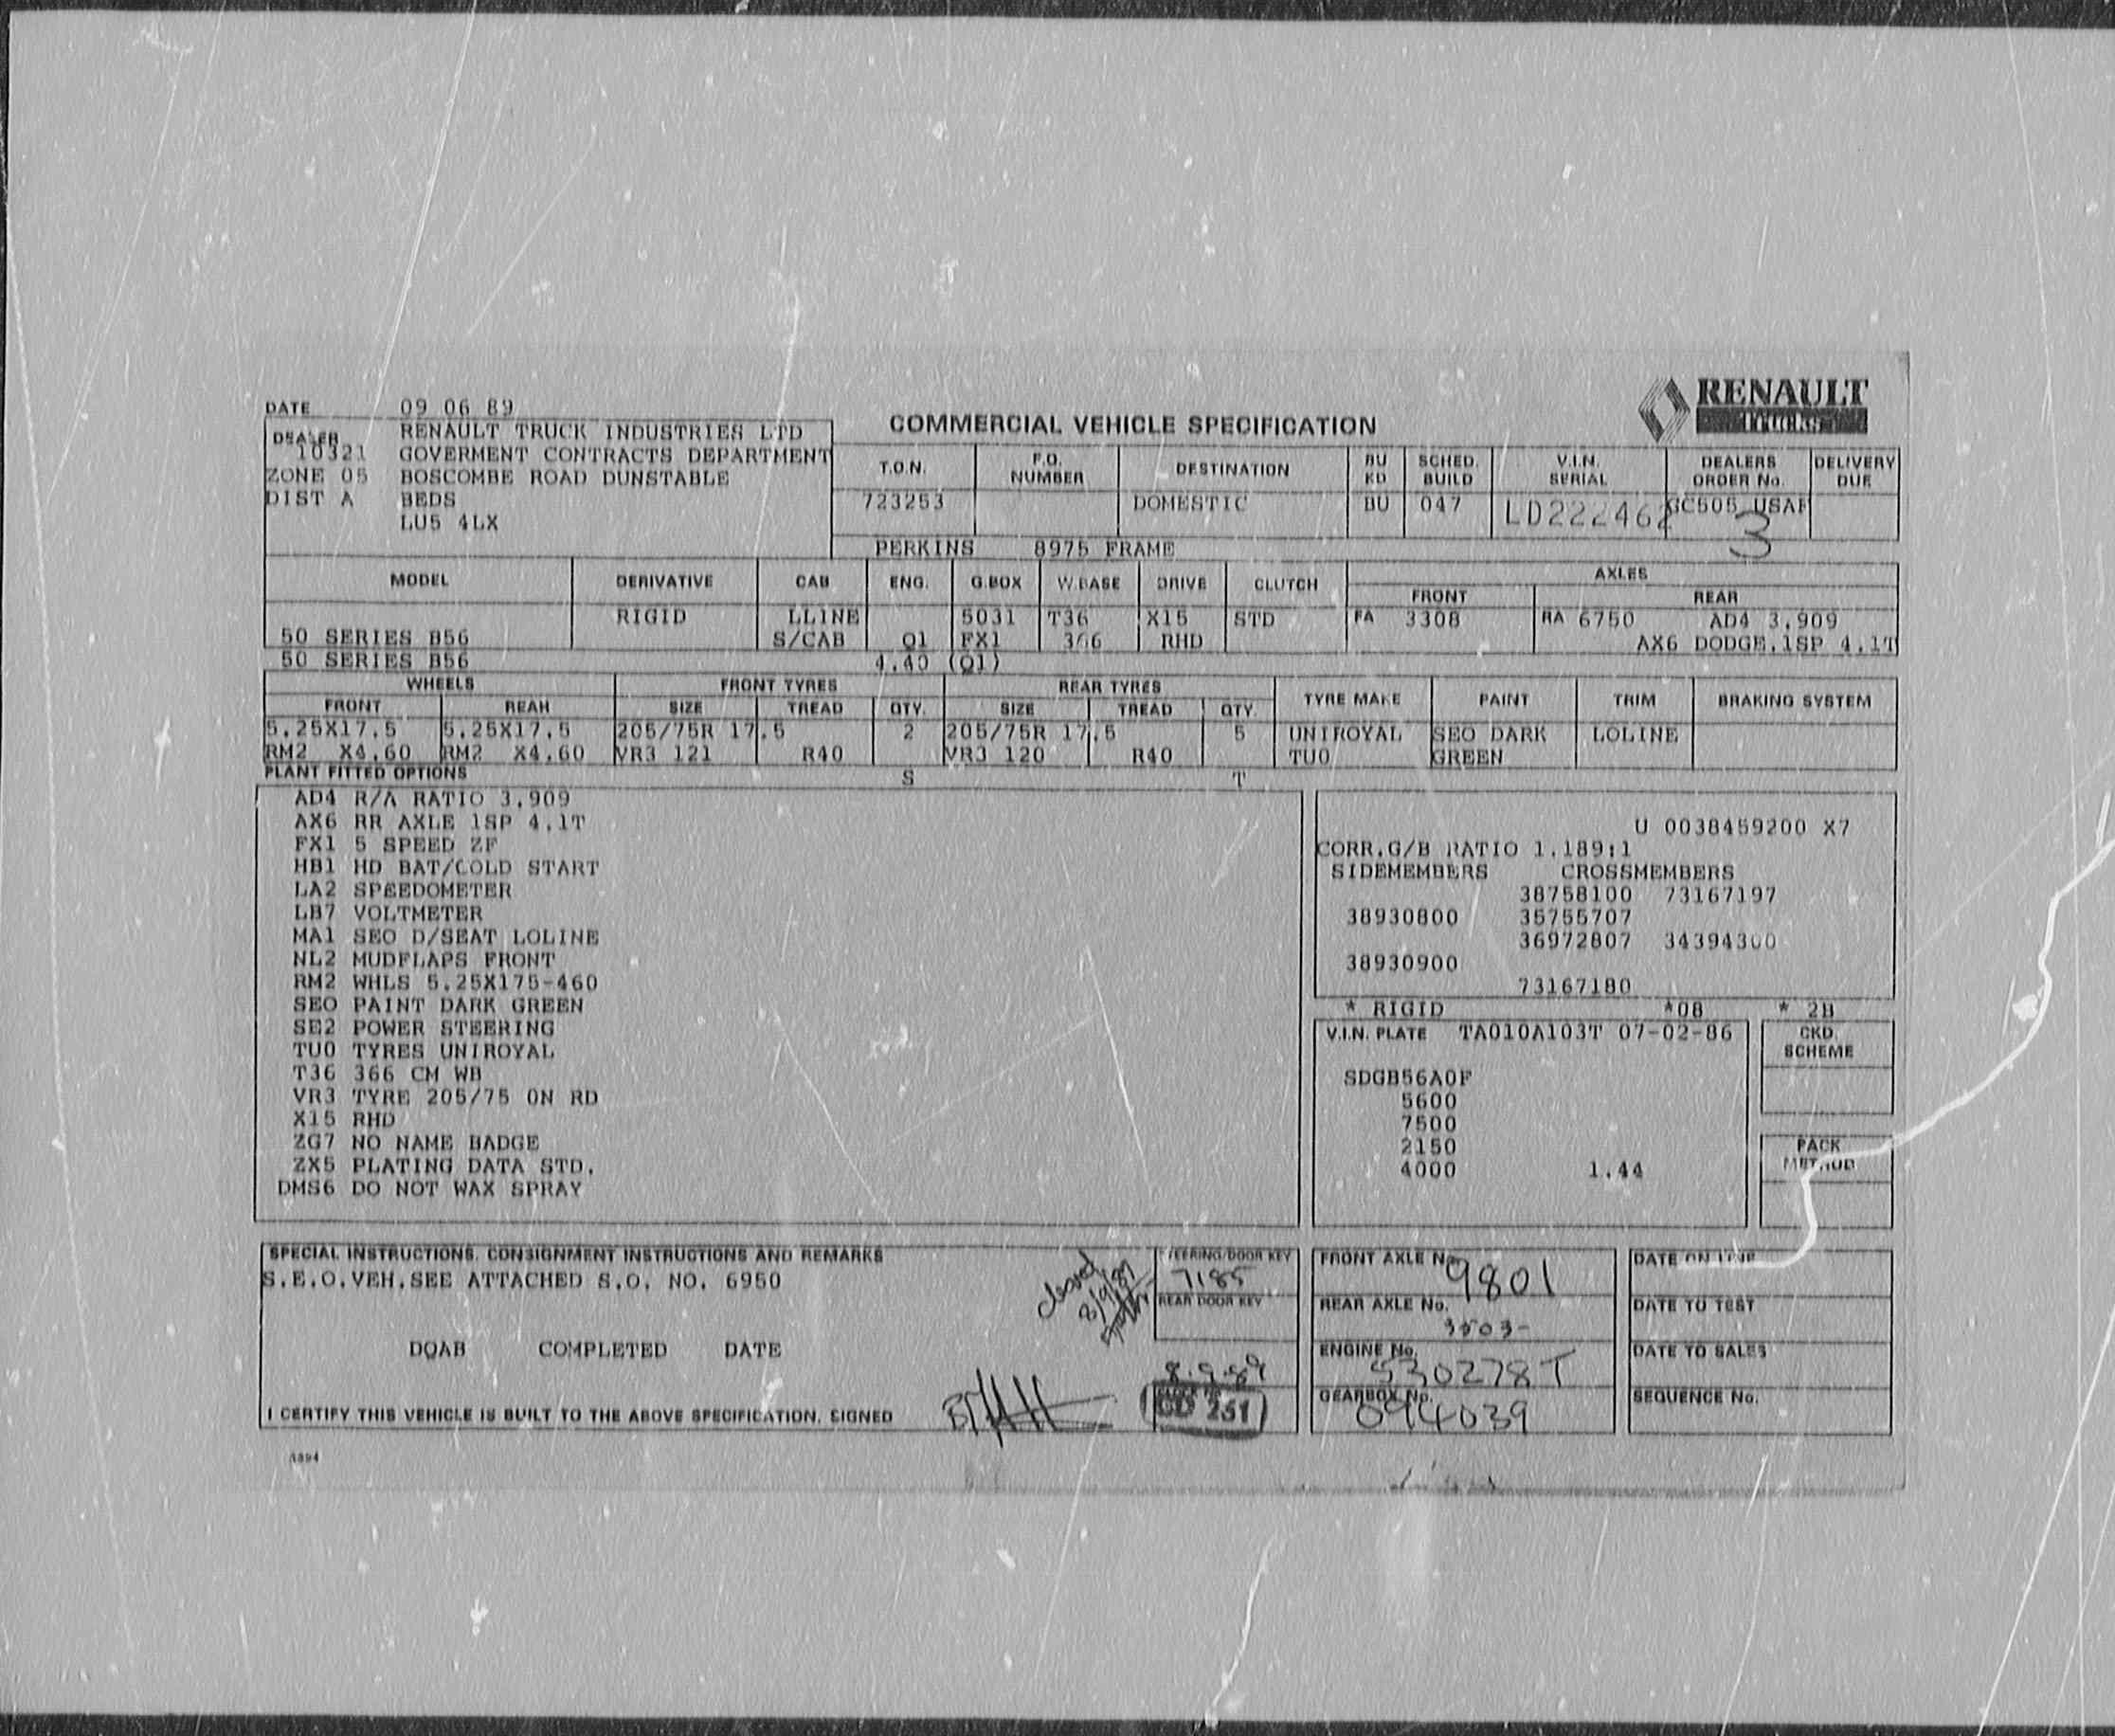 DATE 09 06 89
RENAULT
Trucks
COMMERCIAL VEHICLE SPECIFICATION
DEALER RENAULT TRUCK INDUSTRIES LTD
10321 GOVERMENT CONTRACTS DEPARTMENT
ZONE 05 BOSCOMBE ROAD DUNSTABLE
DIST A BEDS
LU5 4LX
T.O.N. F.O. NUMBER DESTINATION BU KD SCHED. BUILD V.I.N. SERIAL DEALERS ORDER No. DELIVERY DUE
723253 DOMESTIC BU 047 LD222462 GC505 USAF
3
PERKINS 8975 FRAME
MODEL DERIVATIVE CAB ENG. G.BOX W.BASE DRIVE CLUTCH AXLES
FRONT REAR
RIGID LLINE 5031 T36 X15 STD FA 3308 RA 6750 AD4 3.909
50 SERIES B56 S/CAB Q1 FX1 366 RHD AX6 DODGE.1SP 4.1T
50 SERIES B56 4.40 (Q1)
WHEELS FRONT TYRES REAR TYRES TYRE MAKE PAINT TRIM BRAKING SYSTEM
FRONT REAR SIZE TREAD QTY. SIZE TREAD QTY.
5.25X17.5 5.25X17.5 205/75R 17.5 2 205/75R 17.5 5 UNIROYAL SEO DARK LOLINE
RM2 X4.60 RM2 X4.60 VR3 121 R40 VR3 120 R40 TU0 GREEN
PLANT FITTED OPTIONS S T
AD4 R/A RATIO 3.909
AX6 RR AXLE 1SP 4.1T
FX1 5 SPEED ZF
HB1 HD BAT/COLD START
LA2 SPEEDOMETER
LB7 VOLTMETER
MA1 SEO D/SEAT LOLINE
NL2 MUDFLAPS FRONT
RM2 WHLS 5.25X175-460
SEO PAINT DARK GREEN
SE2 POWER STEERING
TU0 TYRES UNIROYAL
T36 366 CM WB
VR3 TYRE 205/75 ON RD
X15 RHD
ZG7 NO NAME BADGE
ZX5 PLATING DATA STD.
DMS6 DO NOT WAX SPRAY
U 0038459200 X7
CORR.G/B RATIO 1.189:1
SIDEMEMBERS CROSSMEMBERS
38758100 73167197
38930800 35755707
36972807 34394300
38930900
73167180
* RIGID *08 * 2B
V.I.N. PLATE TA010A103T 07-02-86
SDGB56A0F
5600
7500
2150
4000 1.44
CKD. SCHEME
PACK METHOD
SPECIAL INSTRUCTIONS, CONSIGNMENT INSTRUCTIONS AND REMARKS
S.E.O.VEH.SEE ATTACHED S.O. NO. 6950
DQAB COMPLETED DATE
I CERTIFY THIS VEHICLE IS BUILT TO THE ABOVE SPECIFICATION. SIGNED
8/9/89
STEERING/DOOR KEY
7185
REAR DOOR KEY
8.9.89
GD 251
FRONT AXLE No. 9801
REAR AXLE No.
3503-
ENGINE No. 530278T
GEARBOX No. 094039
DATE ON LINE
DATE TO TEST
DATE TO SALES
SEQUENCE No.